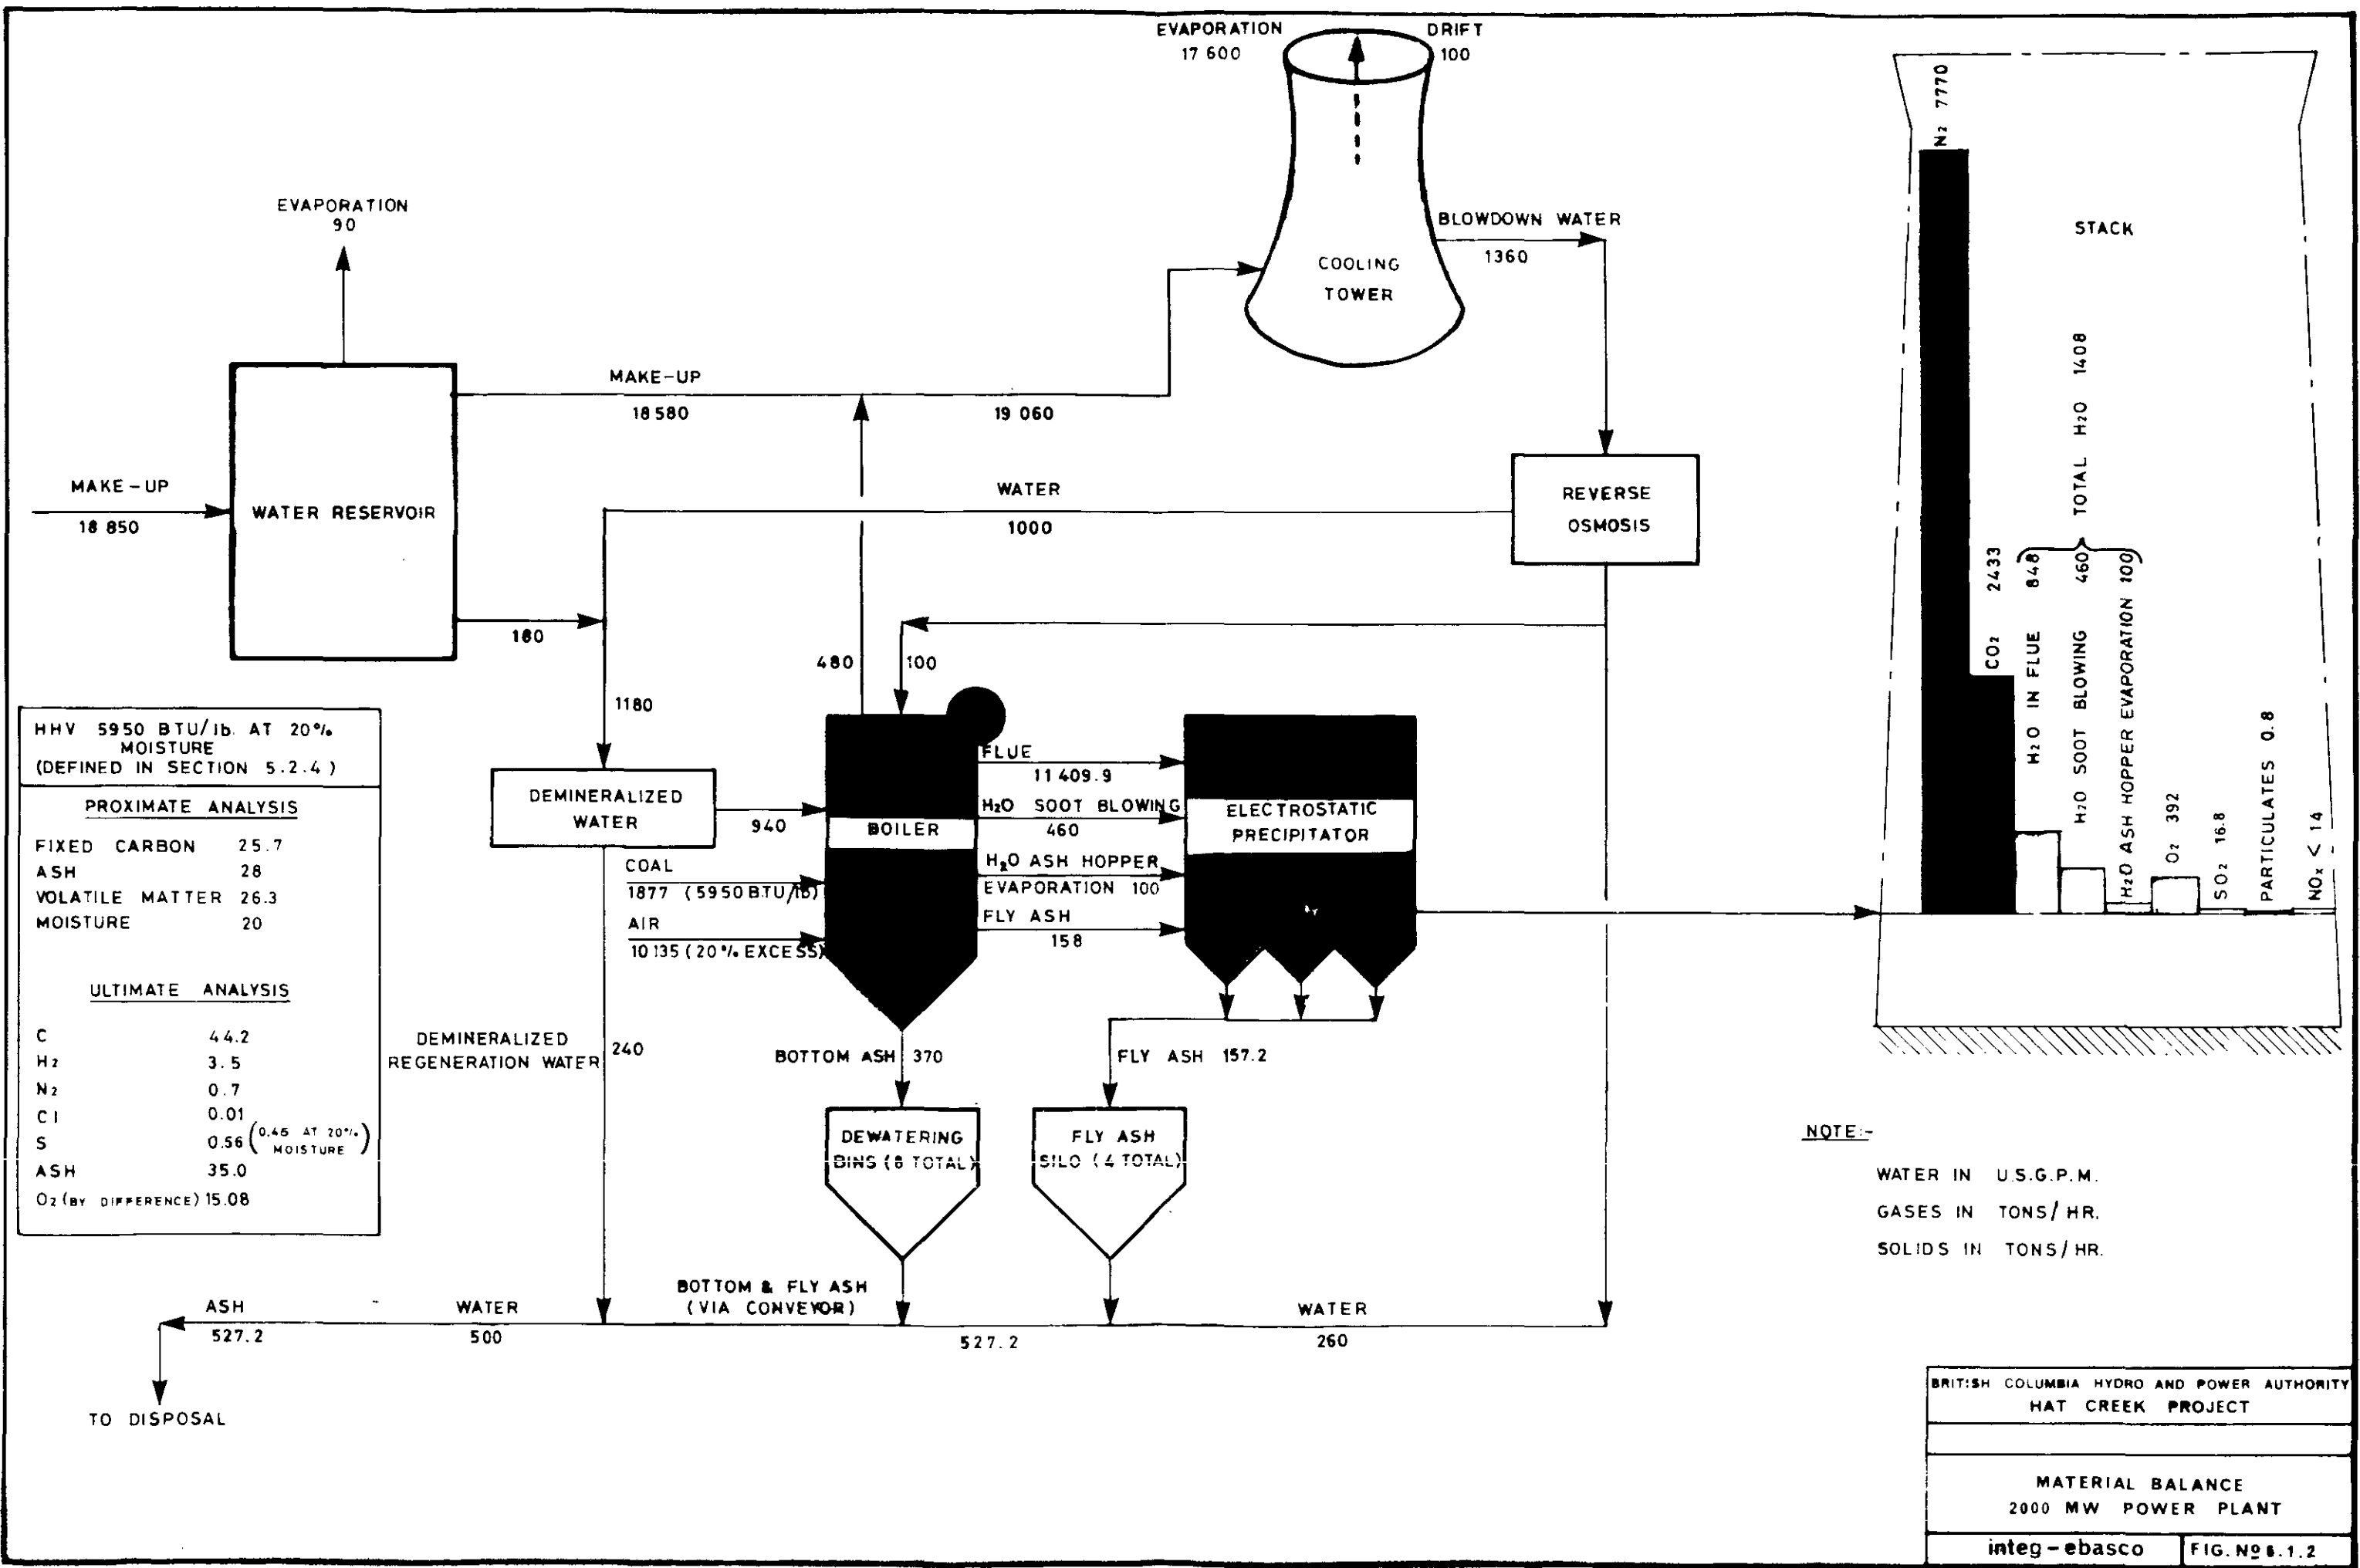 EVAPORATION
17 600
DRIFT
100
EVAPORATION
90
COOLING
TOWER
BLOWDOWN WATER
1360
MAKE-UP
18 580
19 060
MAKE-UP
18 850
WATER RESERVOIR
WATER
1000
REVERSE
OSMOSIS
180
480
100
1180
HHV 5950 BTU/lb. AT 20%
MOISTURE
(DEFINED IN SECTION 5.2.4)
PROXIMATE ANALYSIS
FIXED CARBON 25.7
ASH 28
VOLATILE MATTER 26.3
MOISTURE 20
ULTIMATE ANALYSIS
C 44.2
H2 3.5
N2 0.7
Cl 0.01
S 0.56 (0.45 AT 20% MOISTURE)
ASH 35.0
O2 (BY DIFFERENCE) 15.08
DEMINERALIZED
WATER
940
COAL
1877 (5950 BTU/lb)
AIR
10 135 (20% EXCESS)
BOILER
FLUE
11 409.9
H2O SOOT BLOWING
460
H2O ASH HOPPER
EVAPORATION 100
FLY ASH
158
ELECTROSTATIC
PRECIPITATOR
DEMINERALIZED
REGENERATION WATER
240
BOTTOM ASH 370
FLY ASH 157.2
DEWATERING
BINS (8 TOTAL)
FLY ASH
SILO (4 TOTAL)
BOTTOM & FLY ASH
(VIA CONVEYOR)
ASH
527.2
WATER
500
527.2
WATER
260
TO DISPOSAL
STACK
N2 7770
CO2 2433
H2O IN FLUE 848
H2O SOOT BLOWING 460
H2O ASH HOPPER EVAPORATION 100
TOTAL H2O 1408
O2 392
SO2 16.8
PARTICULATES 0.8
NOx < 14
NOTE:-
WATER IN U.S.G.P.M.
GASES IN TONS/HR.
SOLIDS IN TONS/HR.
BRITISH COLUMBIA HYDRO AND POWER AUTHORITY
HAT CREEK PROJECT
MATERIAL BALANCE
2000 MW POWER PLANT
integ-ebasco
FIG. Nº 6.1.2